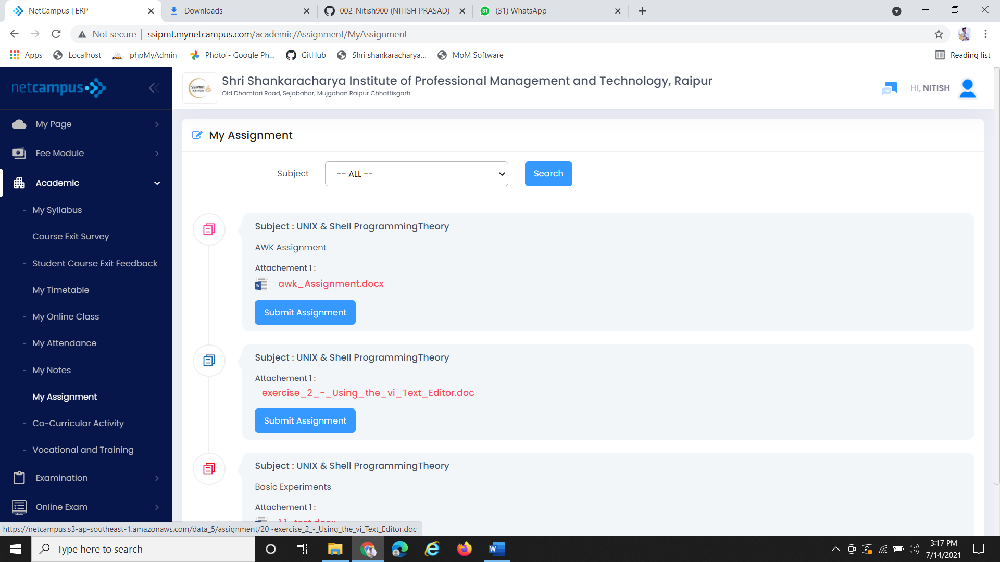 NetCampus | ERP
Downloads
002-Nitish900 (NITISH PRASAD)
31
(31) WhatsApp
Not secure
ssipmt.mynetcampus.com/academic/Assignment/MyAssignment
Apps
Localhost
phpMyAdmin
Photo - Google Ph...
GitHub
Shri shankaracharya...
MoM Software
Reading list
netcampus
SSIPMT
RAIPUR
Shri Shankaracharya Institute of Professional Management and Technology, Raipur
Old Dhamtari Road, Sejabahar, Mujgahan Raipur Chhattisgarh
Hi, NITISH
My Page
Fee Module
Academic
- My Syllabus
- Course Exit Survey
- Student Course Exit Feedback
- My Timetable
- My Online Class
- My Attendance
- My Notes
- My Assignment
- Co-Curricular Activity
- Vocational and Training
Examination
Online Exam
My Assignment
Subject
-- ALL --
Search
Subject : UNIX & Shell ProgrammingTheory
AWK Assignment
Attachement 1 :
awk_Assignment.docx
Submit Assignment
Subject : UNIX & Shell ProgrammingTheory
Attachement 1 :
exercise_2_-_Using_the_vi_Text_Editor.doc
Submit Assignment
Subject : UNIX & Shell ProgrammingTheory
Basic Experiments
Attachement 1 :
https://netcampus.s3-ap-southeast-1.amazonaws.com/data_5/assignment/20~exercise_2_-_Using_the_vi_Text_Editor.doc
Type here to search
3:17 PM
7/14/2021